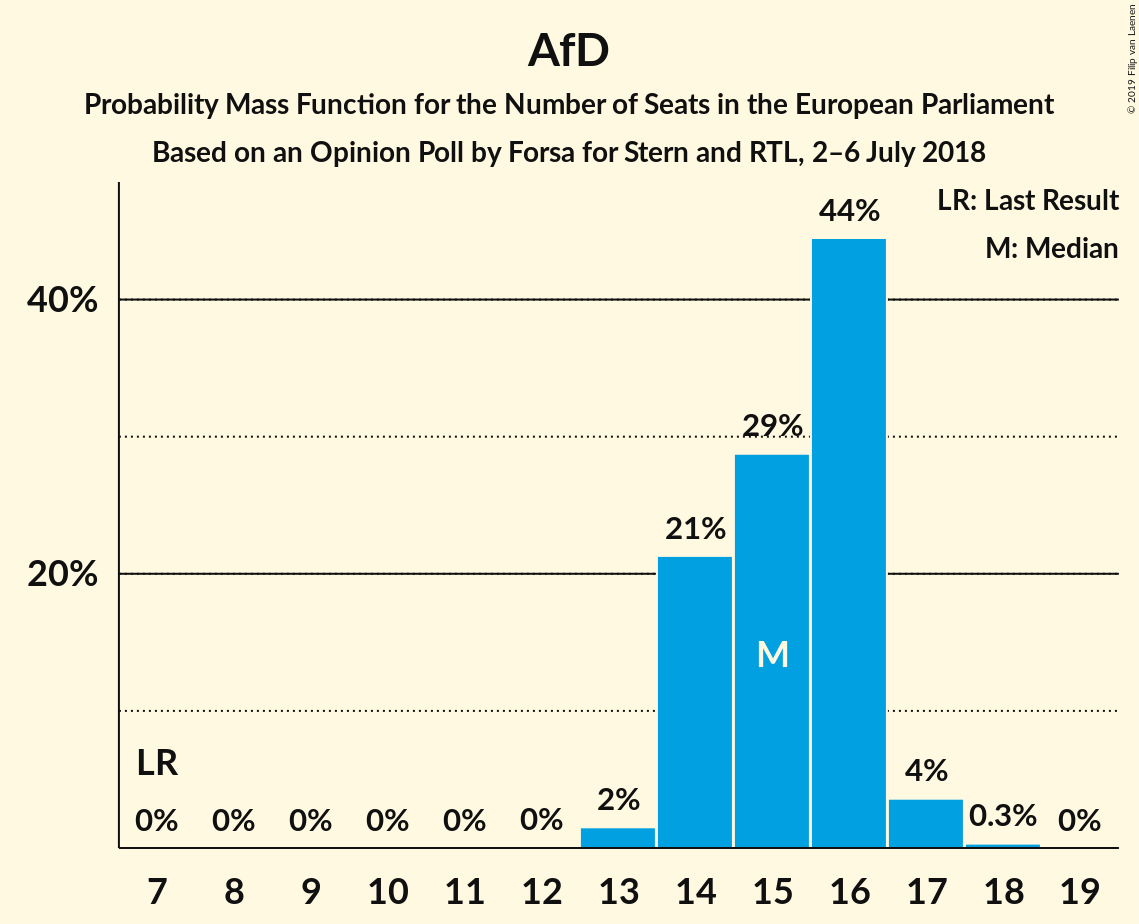 AfD
Probability Mass Function for the Number of Seats in the European Parliament
Based on an Opinion Poll by Forsa for Stern and RTL, 2–6 July 2018
© 2019 Filip van Laenen
LR: Last Result
M: Median
44%
40%
29%
21%
20%
M
LR
4%
2%
0% 0% 0% 0% 0% 0% 0.3% 0%
7 8 9 10 11 12 13 14 15 16 17 18 19